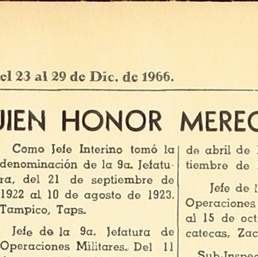 el 23 al 29 de Dic. de 1966.
UIEN HONOR MEREC
Como Jefe Interino tomó la
denominación de la 9a. Jefatu-
ra, del 21 de septiembre de
1922 al 10 de agosto de 1923.
Tampico, Taps.
Jefe de la 9a. Jefatura de
Operaciones Militares. Del 11
de abril de
tiembre de
Jefe de l
Operaciones
al 15 de oct
catecas, Zac
Sub-Inspec